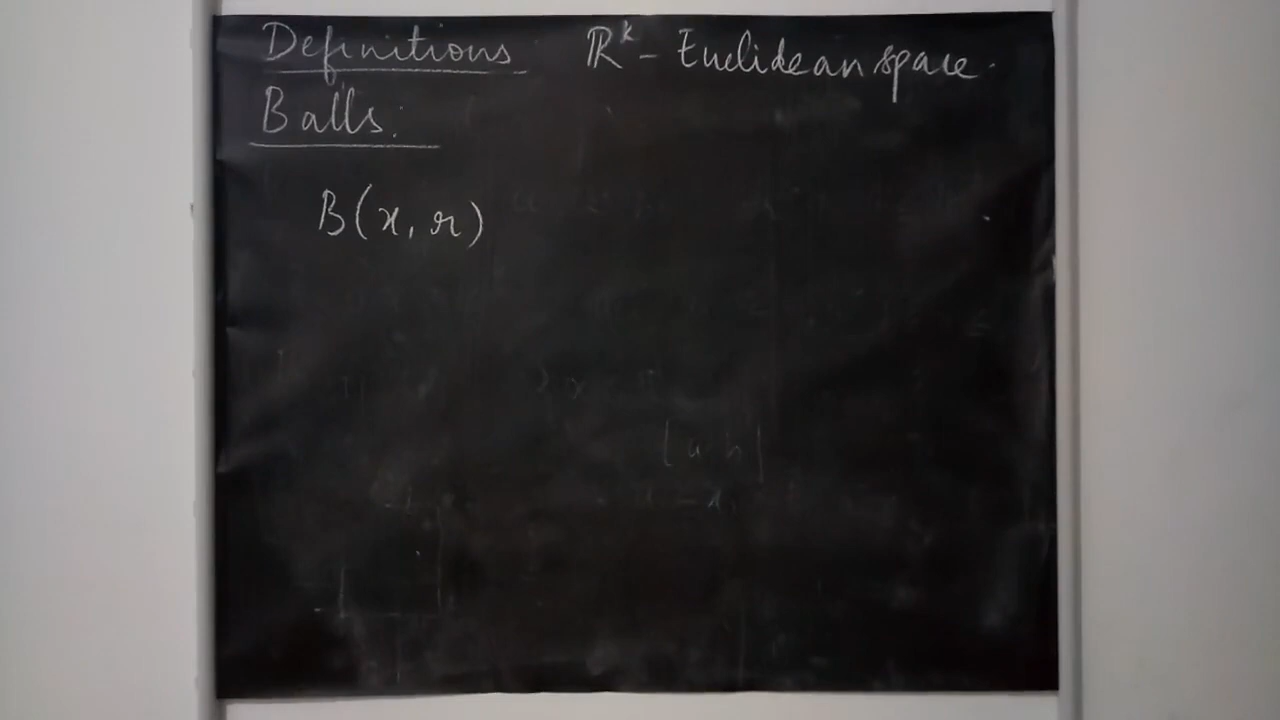 Definitions ℝᵏ - Euclidean space.
Balls:
B(x, r)
[a, b]